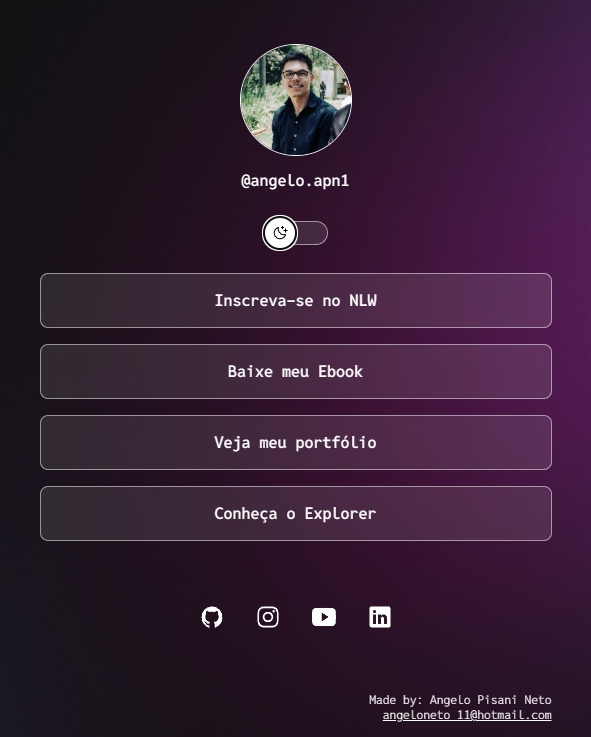 @angelo.apn1
Inscreva-se no NLW
Baixe meu Ebook
Veja meu portfólio
Conheça o Explorer
in
Made by: Angelo Pisani Neto
angeloneto_11@hotmail.com